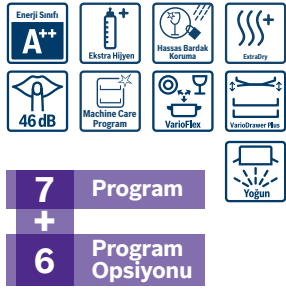 Enerji Sınıfı
A++
Ekstra Hijyen
Hassas Bardak
Koruma
ExtraDry
46 dB
Machine Care
Program
VarioFlex
VarioDrawer Plus
Yoğun
7 Program
+
6 Program
Opsiyonu